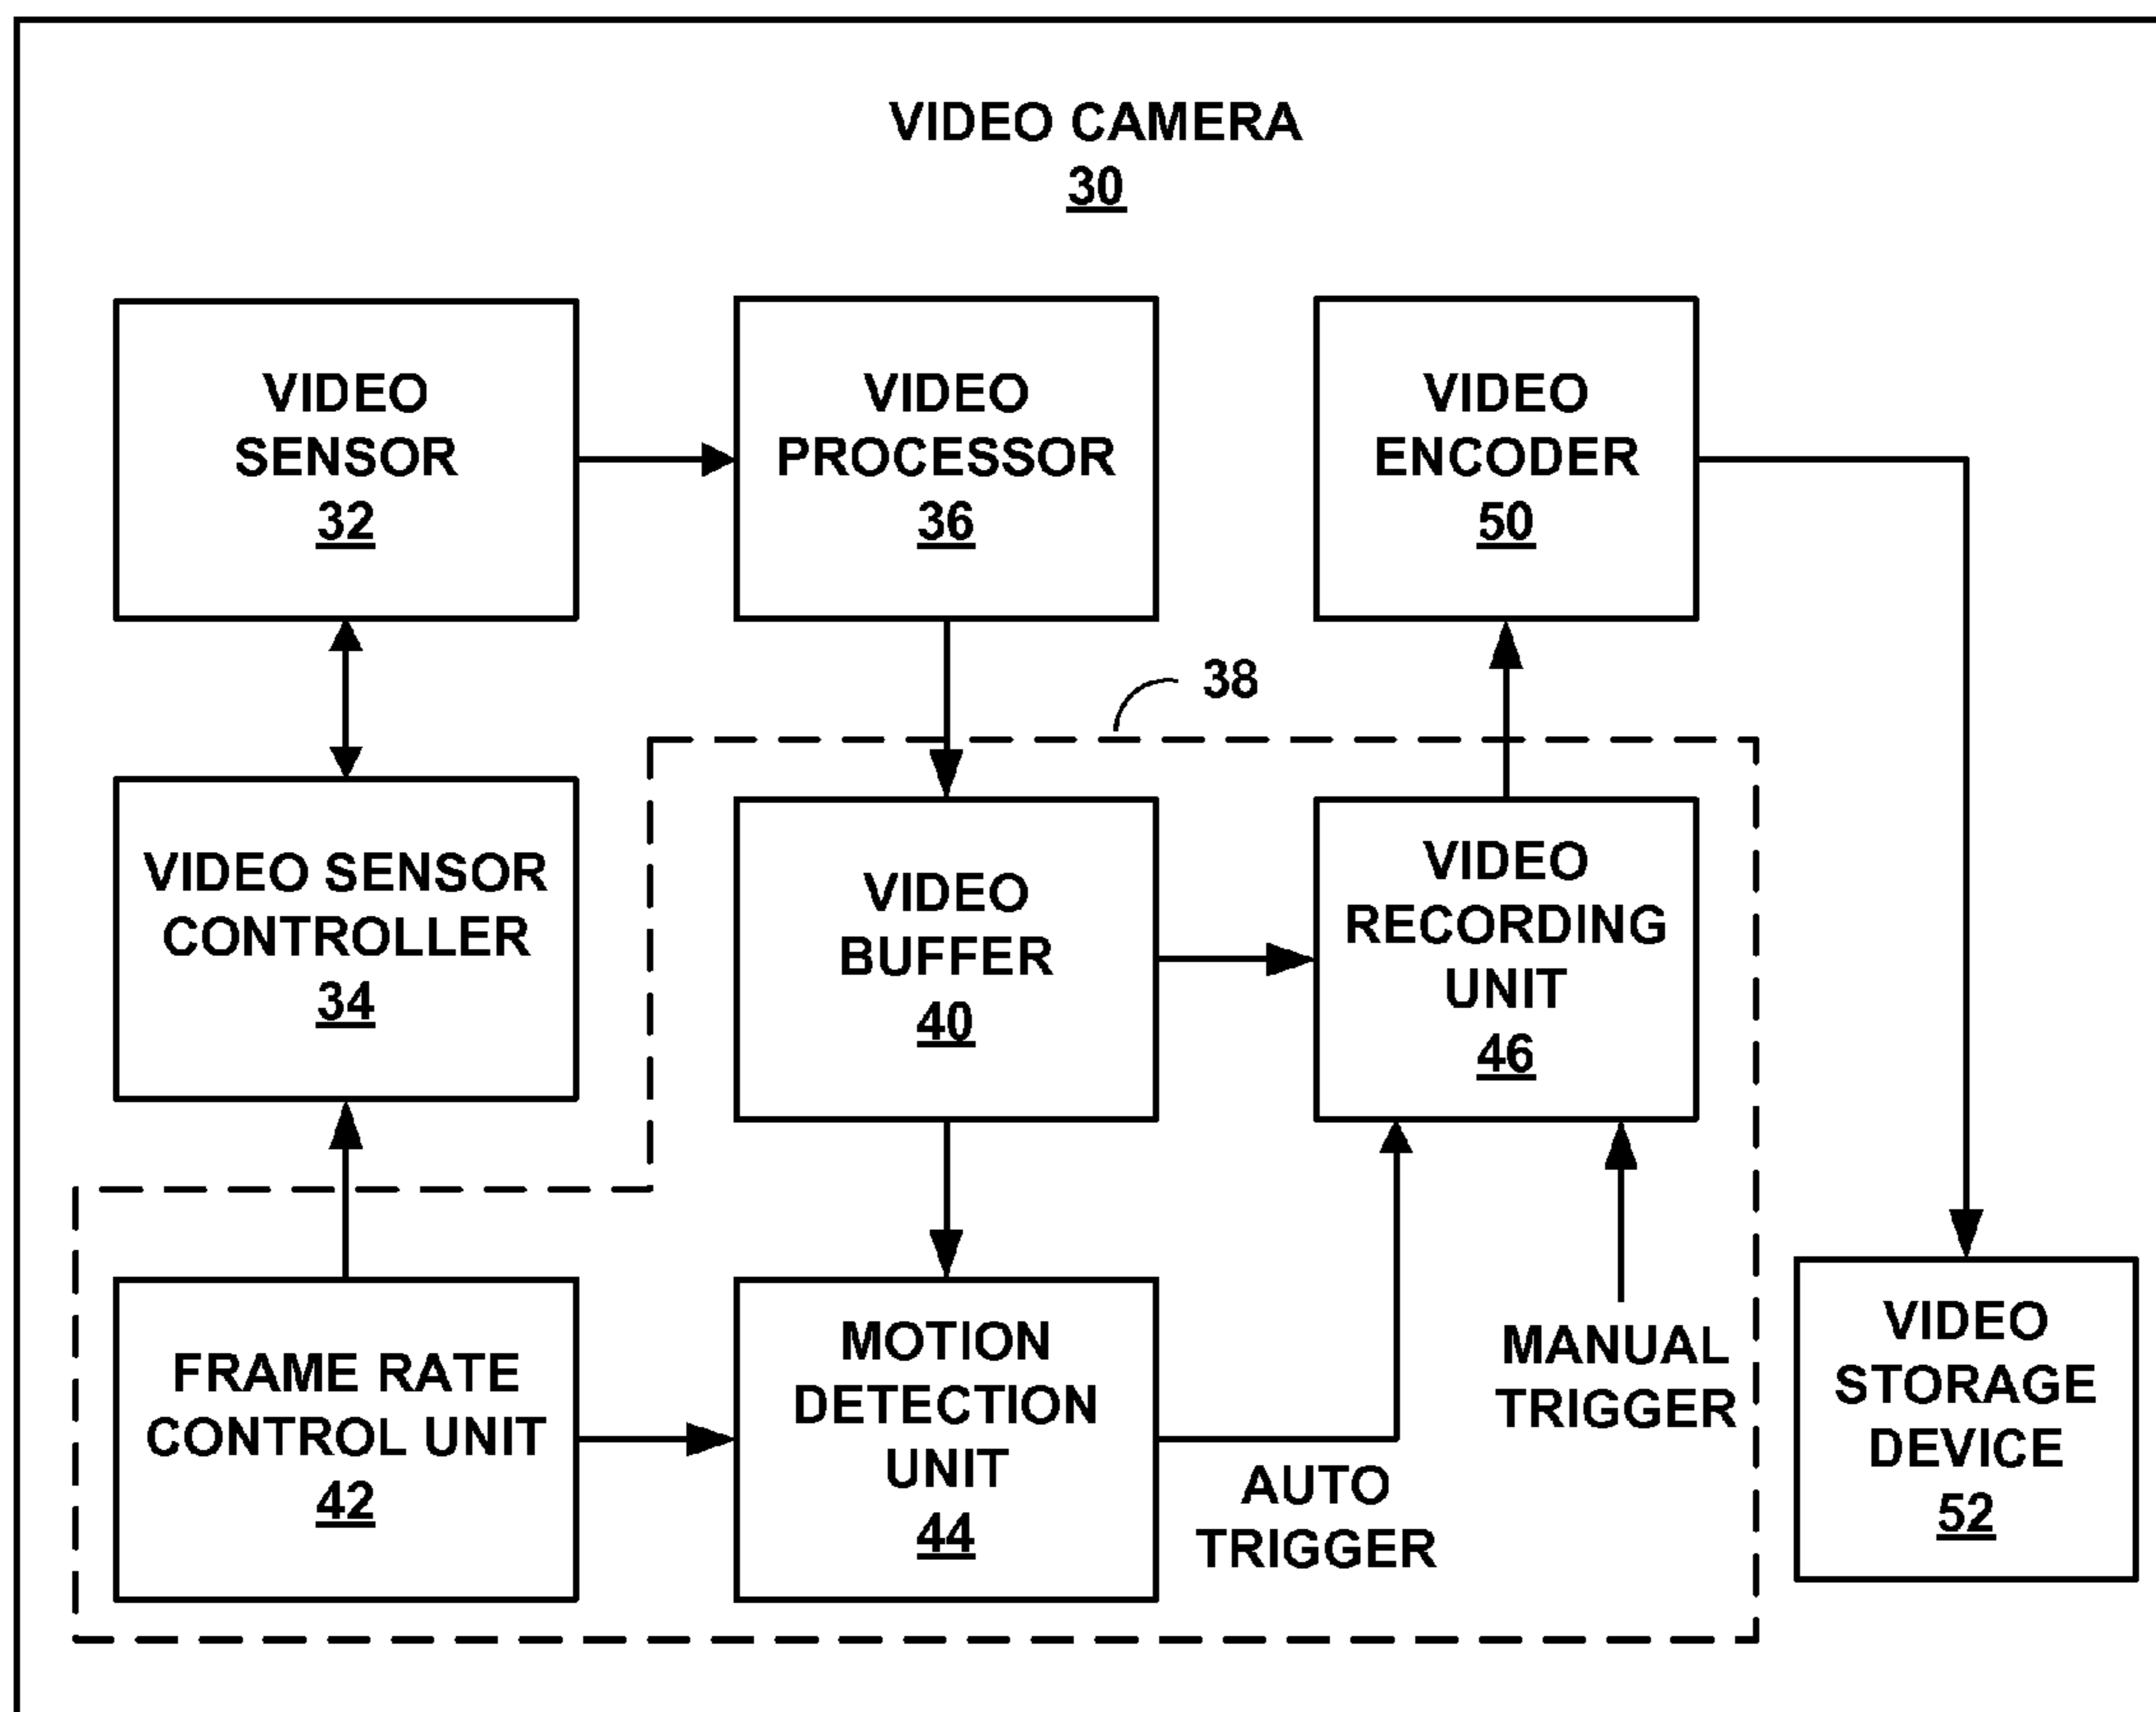 VIDEO CAMERA
30
VIDEO
SENSOR
32
VIDEO
PROCESSOR
36
VIDEO
ENCODER
50
38
VIDEO SENSOR
CONTROLLER
34
VIDEO
BUFFER
40
VIDEO
RECORDING
UNIT
46
FRAME RATE
CONTROL UNIT
42
MOTION
DETECTION
UNIT
44
AUTO
TRIGGER
MANUAL
TRIGGER
VIDEO
STORAGE
DEVICE
52